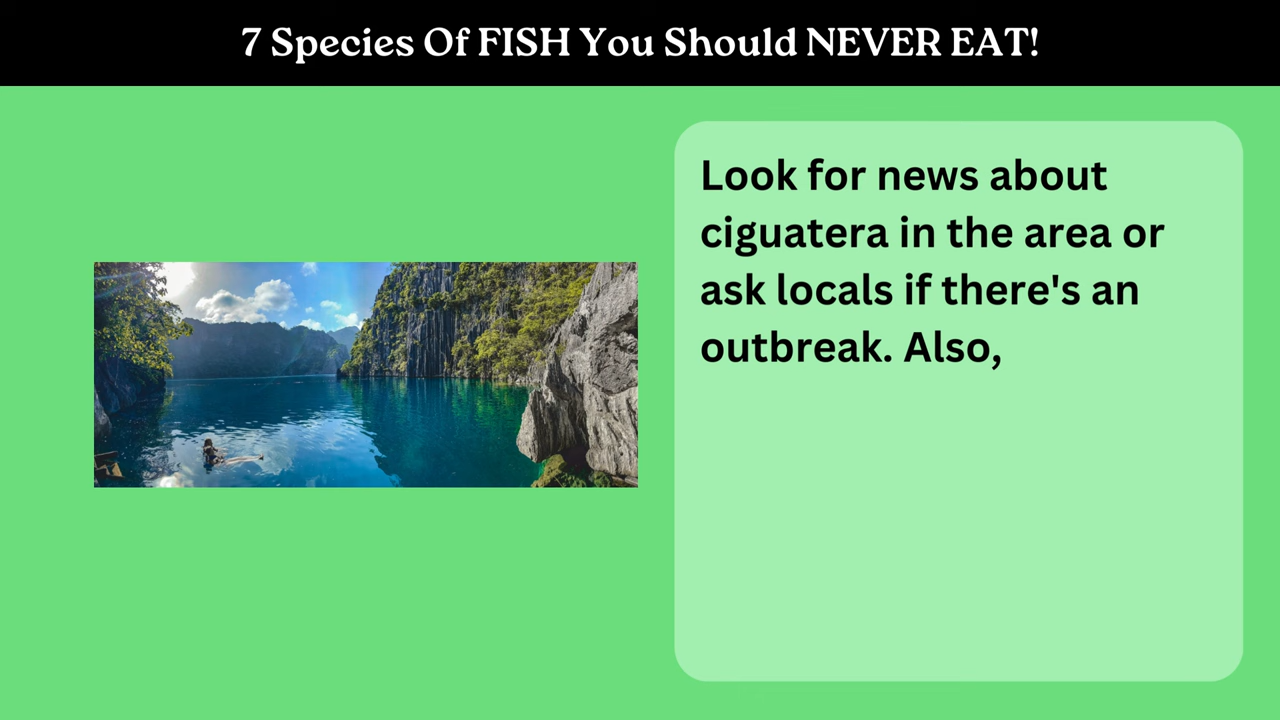 7 Species Of FISH You Should NEVER EAT!
Look for news about
ciguatera in the area or
ask locals if there's an
outbreak. Also,